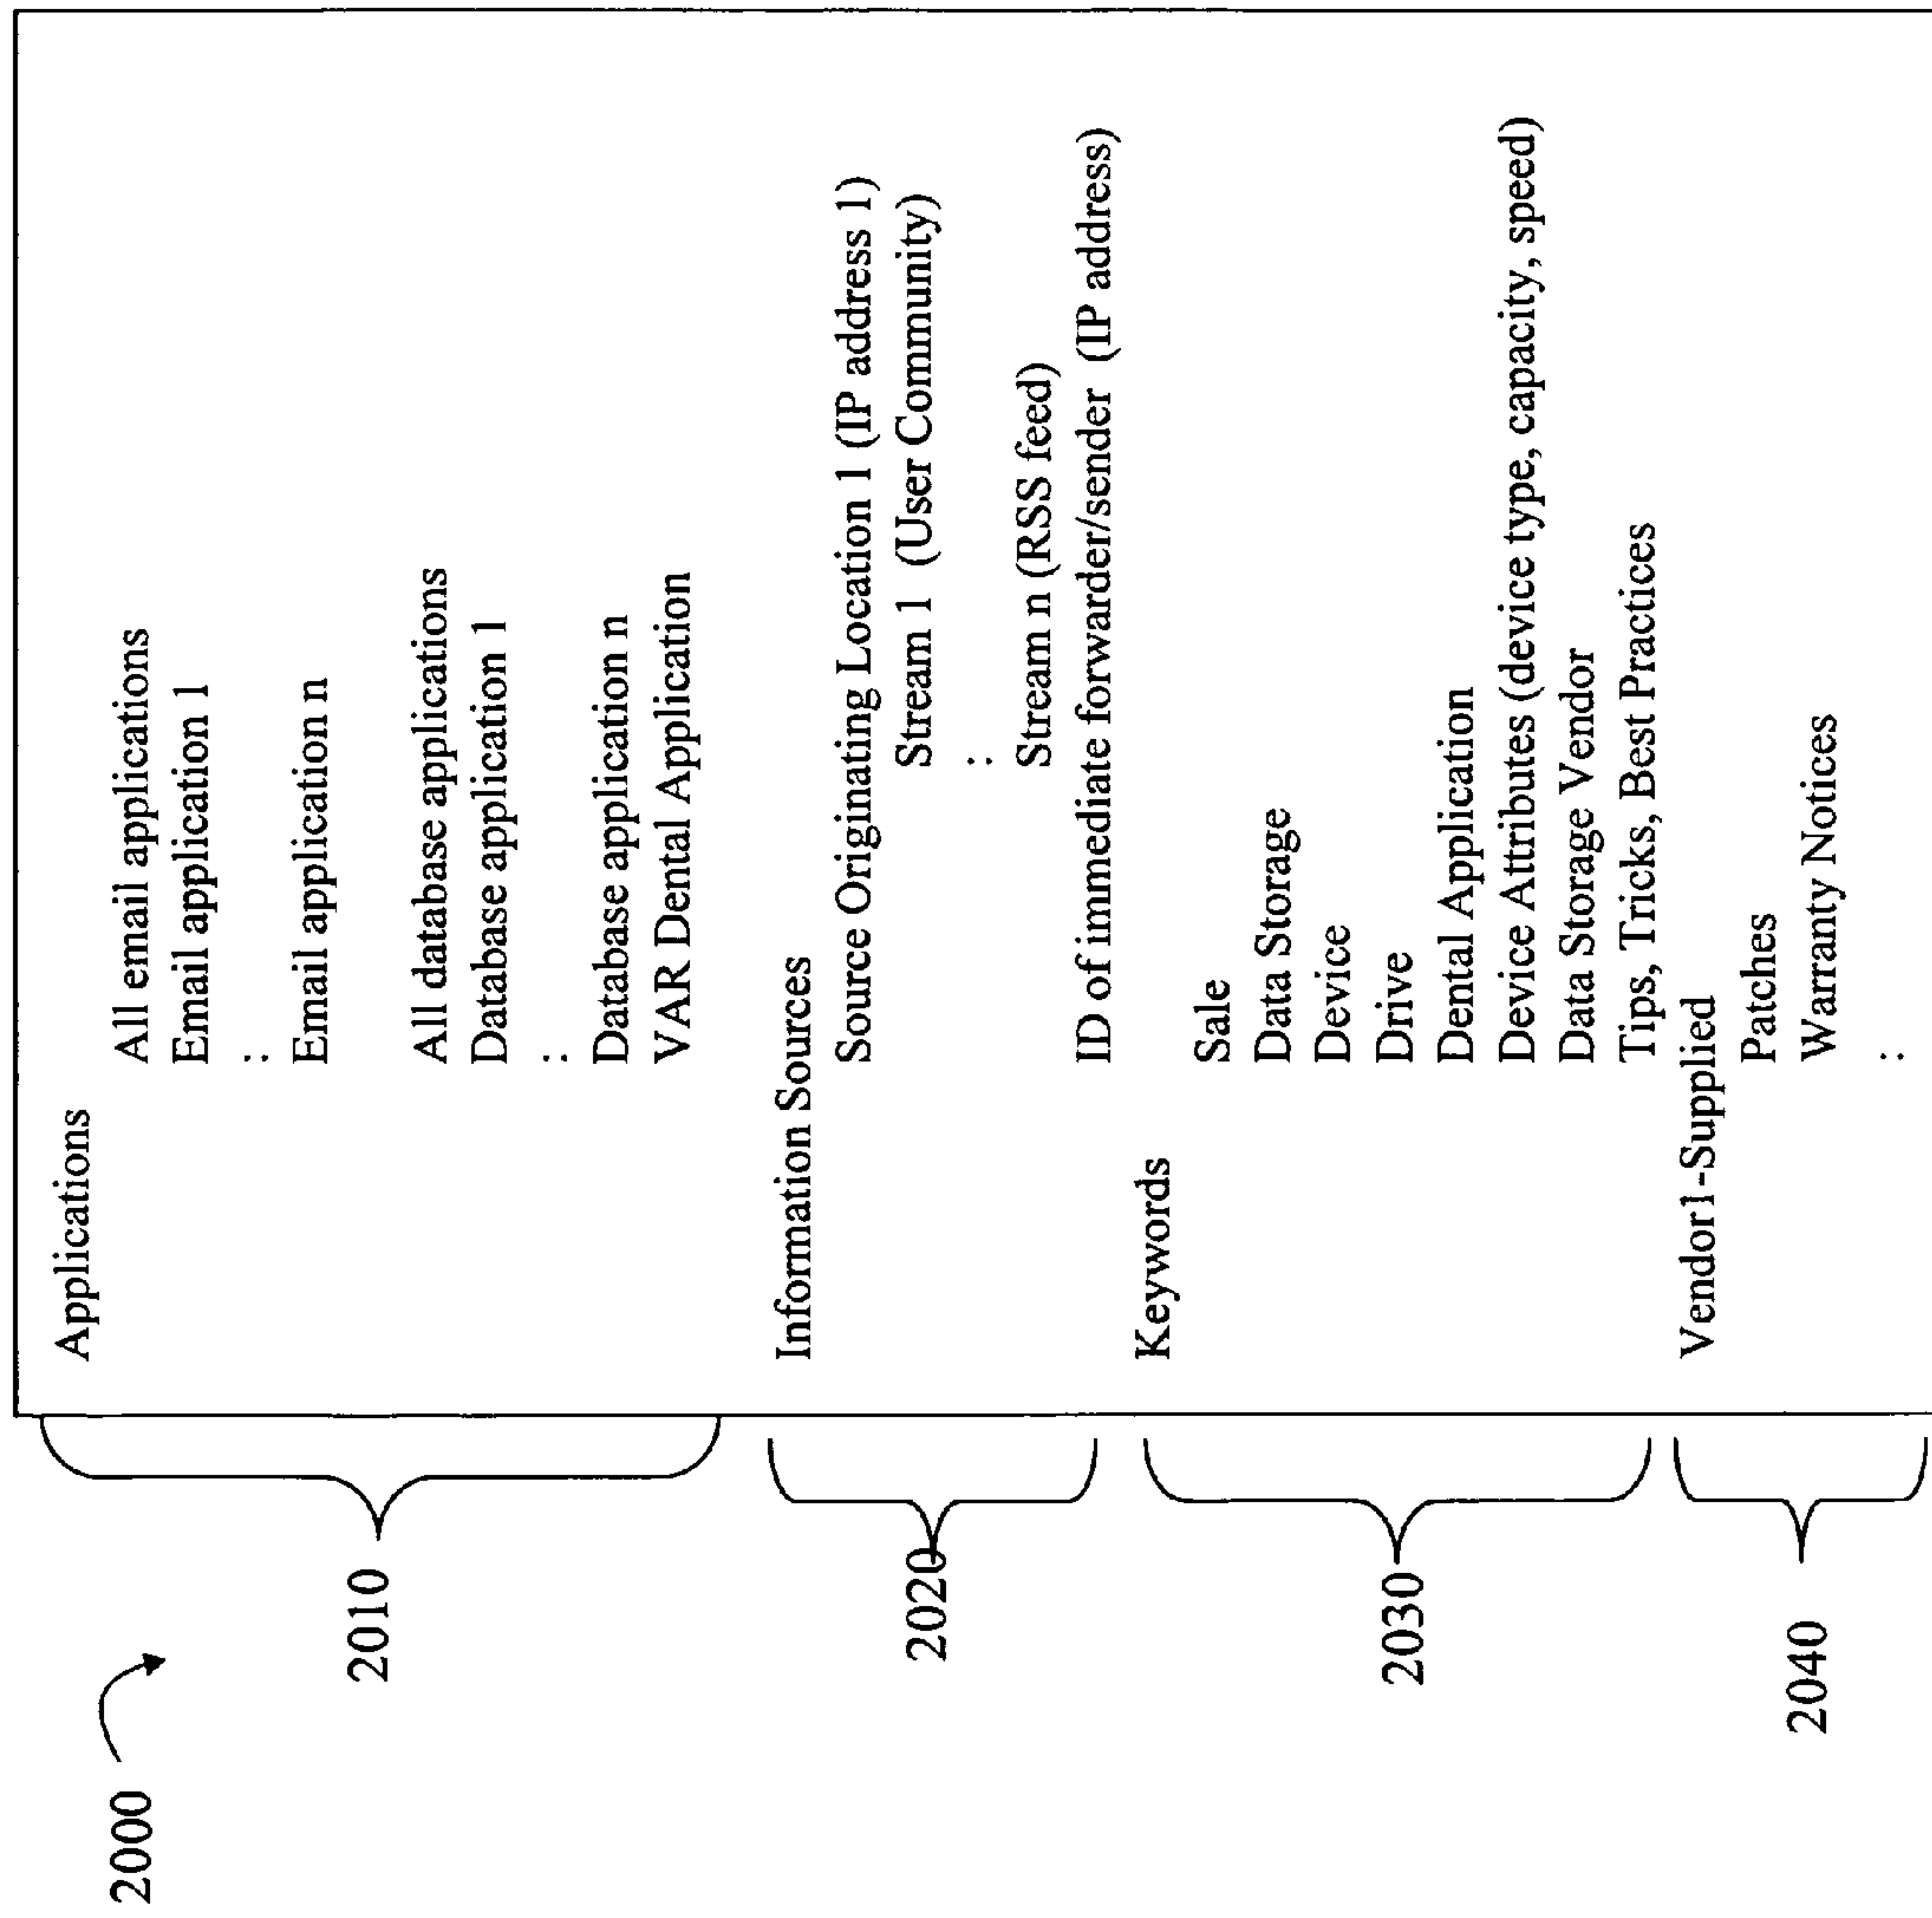 2000
2010
Applications
All email applications
Email application 1
:
Email application n
All database applications
Database application 1
:
Database application n
VAR Dental Application
2020
Information Sources
Source Originating Location 1 (IP address 1)
Stream 1 (User Community)
:
Stream n (RSS feed)
ID of immediate forwarder/sender (IP address)
2030
Keywords
Sale
Data Storage
Device
Drive
Dental Application
Device Attributes (device type, capacity, speed)
Data Storage Vendor
Tips, Tricks, Best Practices
2040
Vendor1-Supplied
Patches
Warranty Notices
: